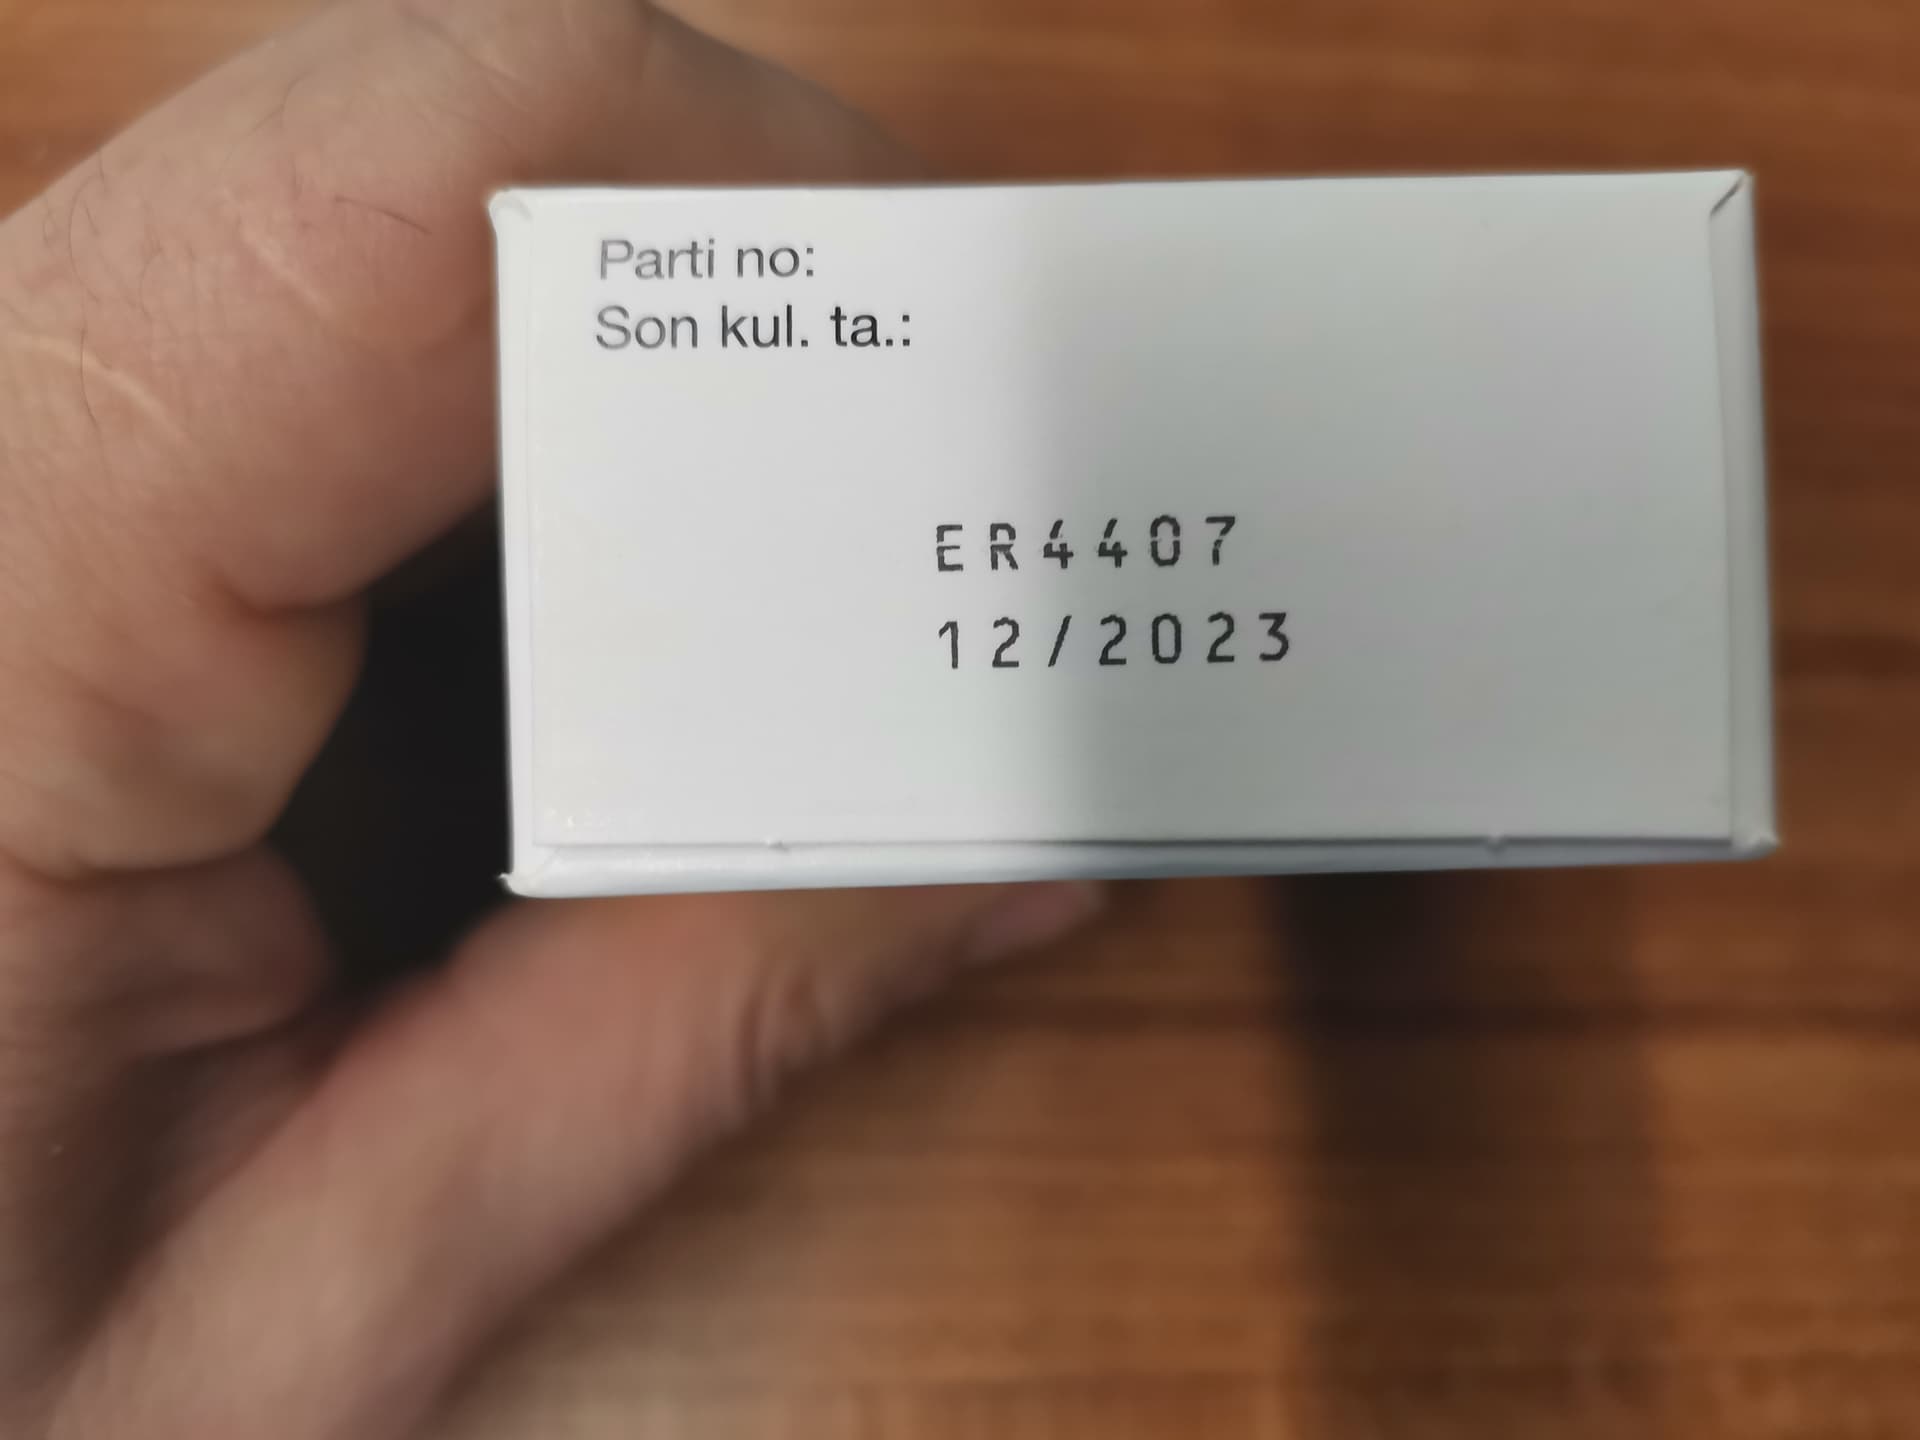 Parti no:
Son kul. ta.:
ER4407
12/2023